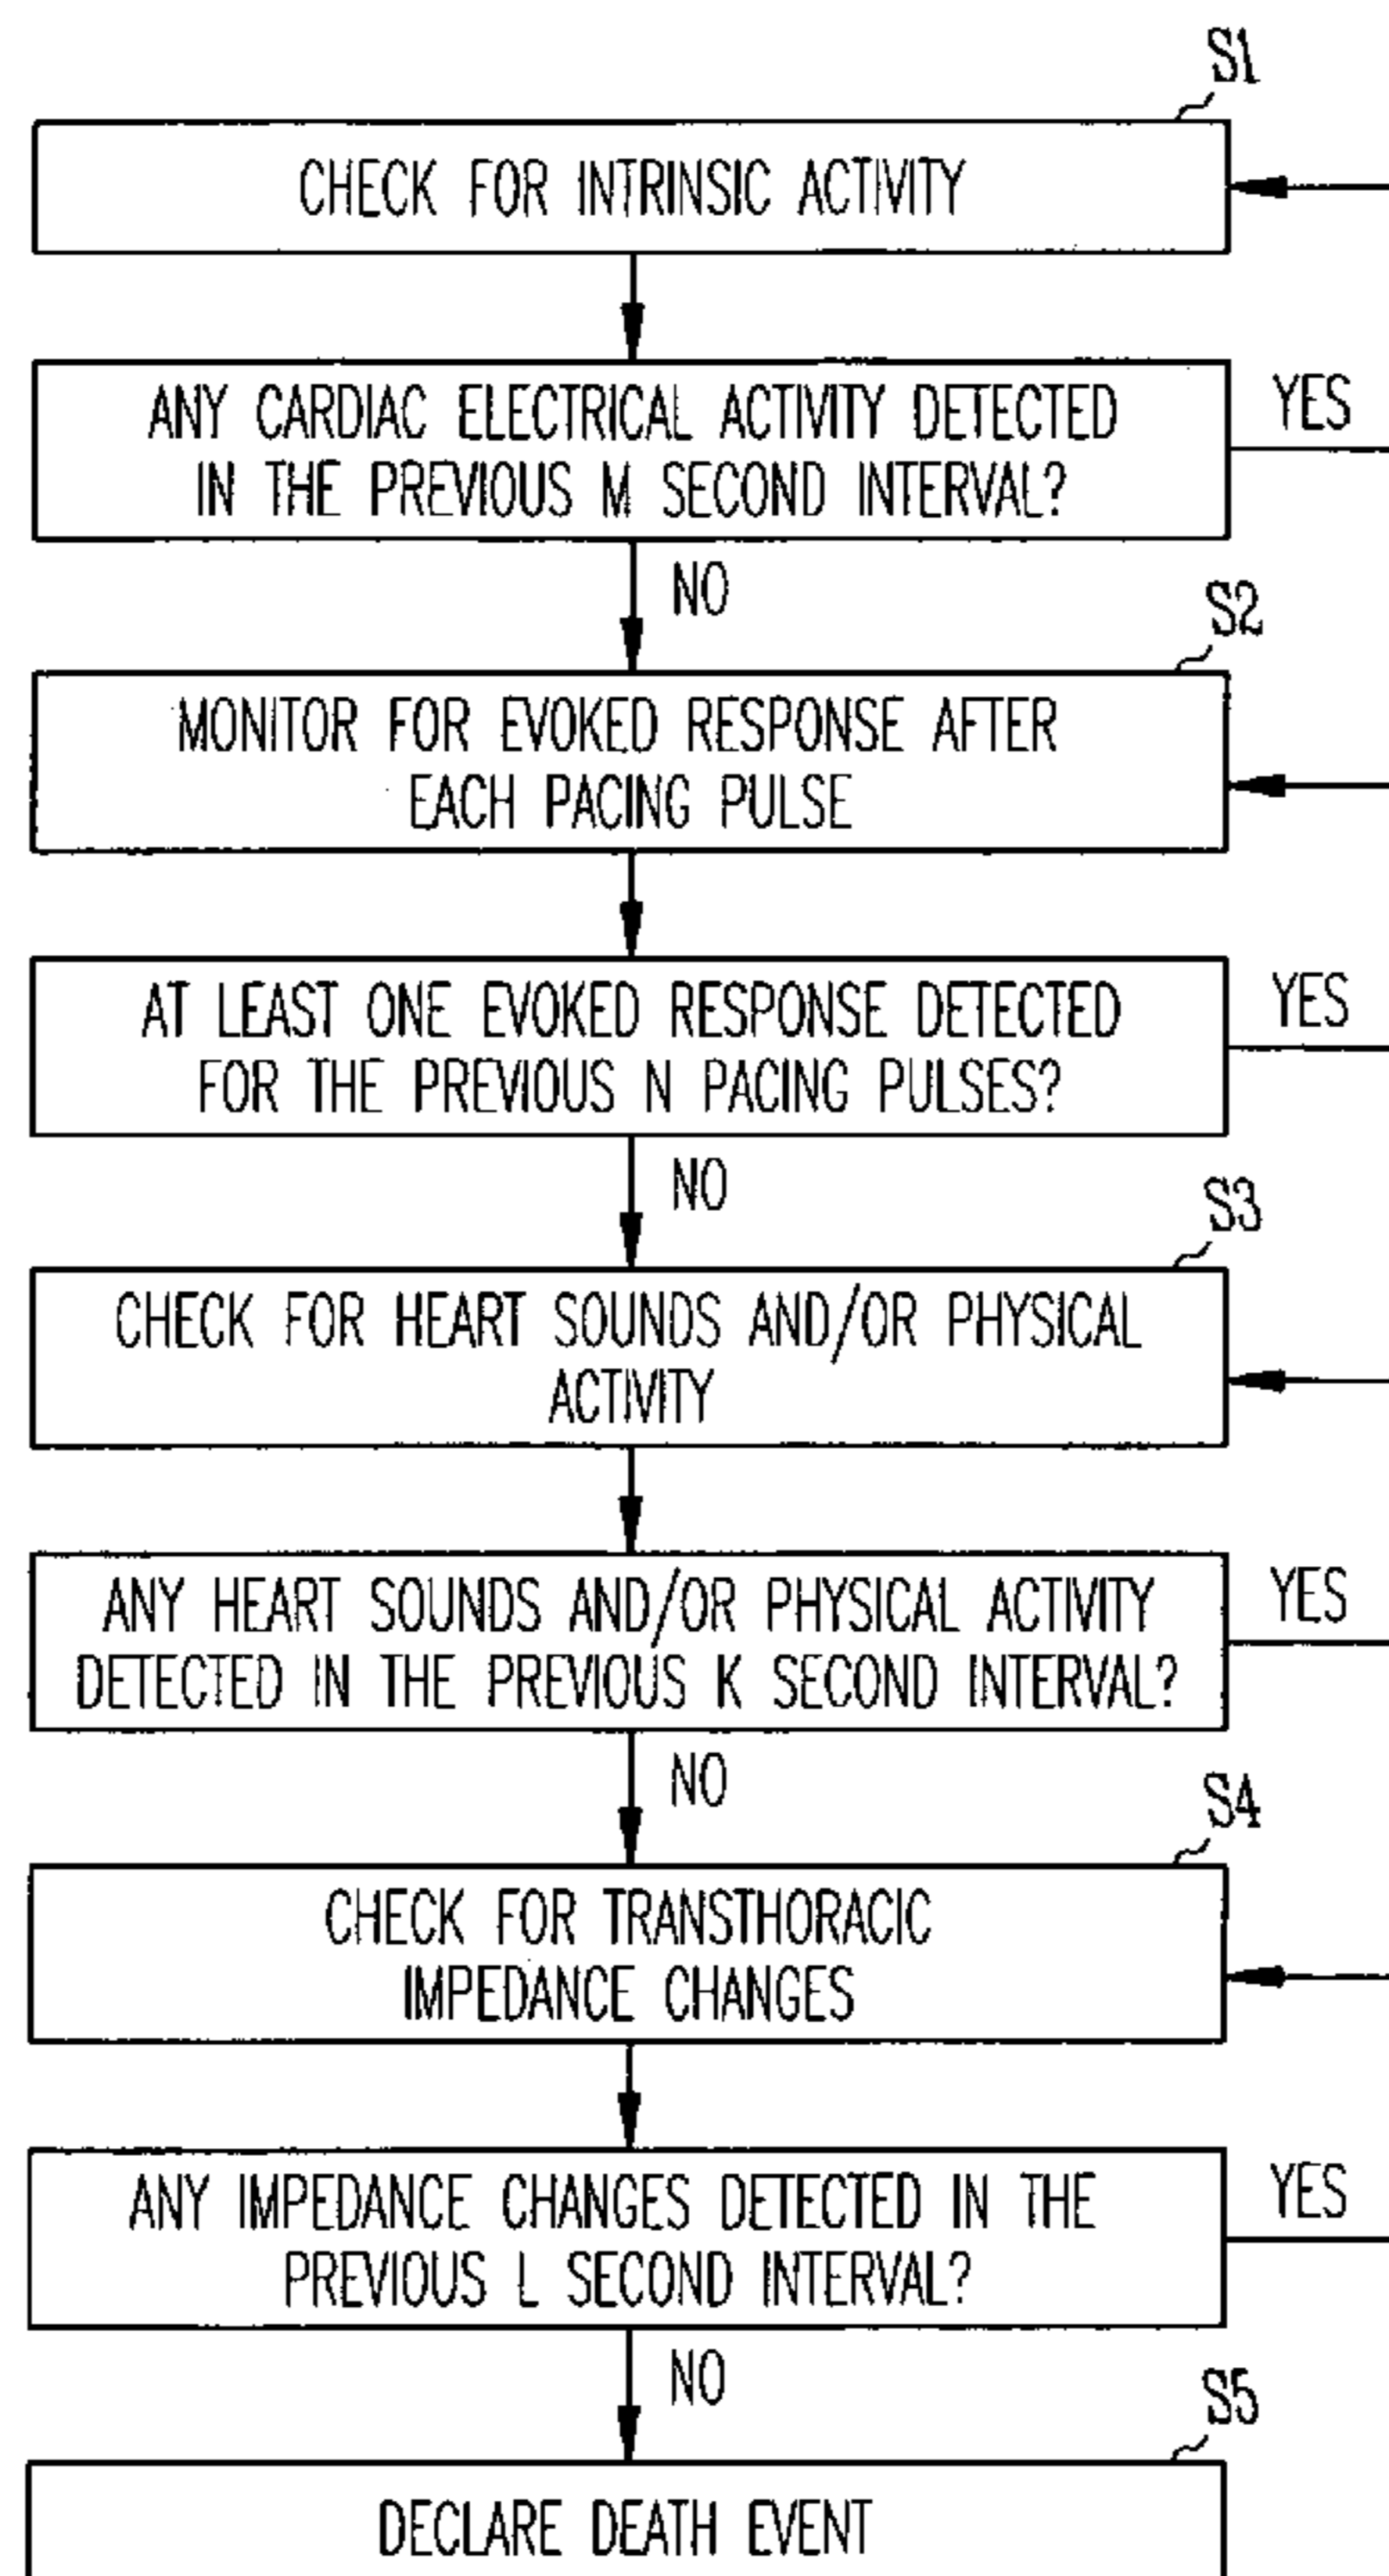 S1
CHECK FOR INTRINSIC ACTIVITY
ANY CARDIAC ELECTRICAL ACTIVITY DETECTED
IN THE PREVIOUS M SECOND INTERVAL?
YES
NO
S2
MONITOR FOR EVOKED RESPONSE AFTER
EACH PACING PULSE
AT LEAST ONE EVOKED RESPONSE DETECTED
FOR THE PREVIOUS N PACING PULSES?
YES
NO
S3
CHECK FOR HEART SOUNDS AND/OR PHYSICAL
ACTIVITY
ANY HEART SOUNDS AND/OR PHYSICAL ACTIVITY
DETECTED IN THE PREVIOUS K SECOND INTERVAL?
YES
NO
S4
CHECK FOR TRANSTHORACIC
IMPEDANCE CHANGES
ANY IMPEDANCE CHANGES DETECTED IN THE
PREVIOUS L SECOND INTERVAL?
YES
NO
S5
DECLARE DEATH EVENT